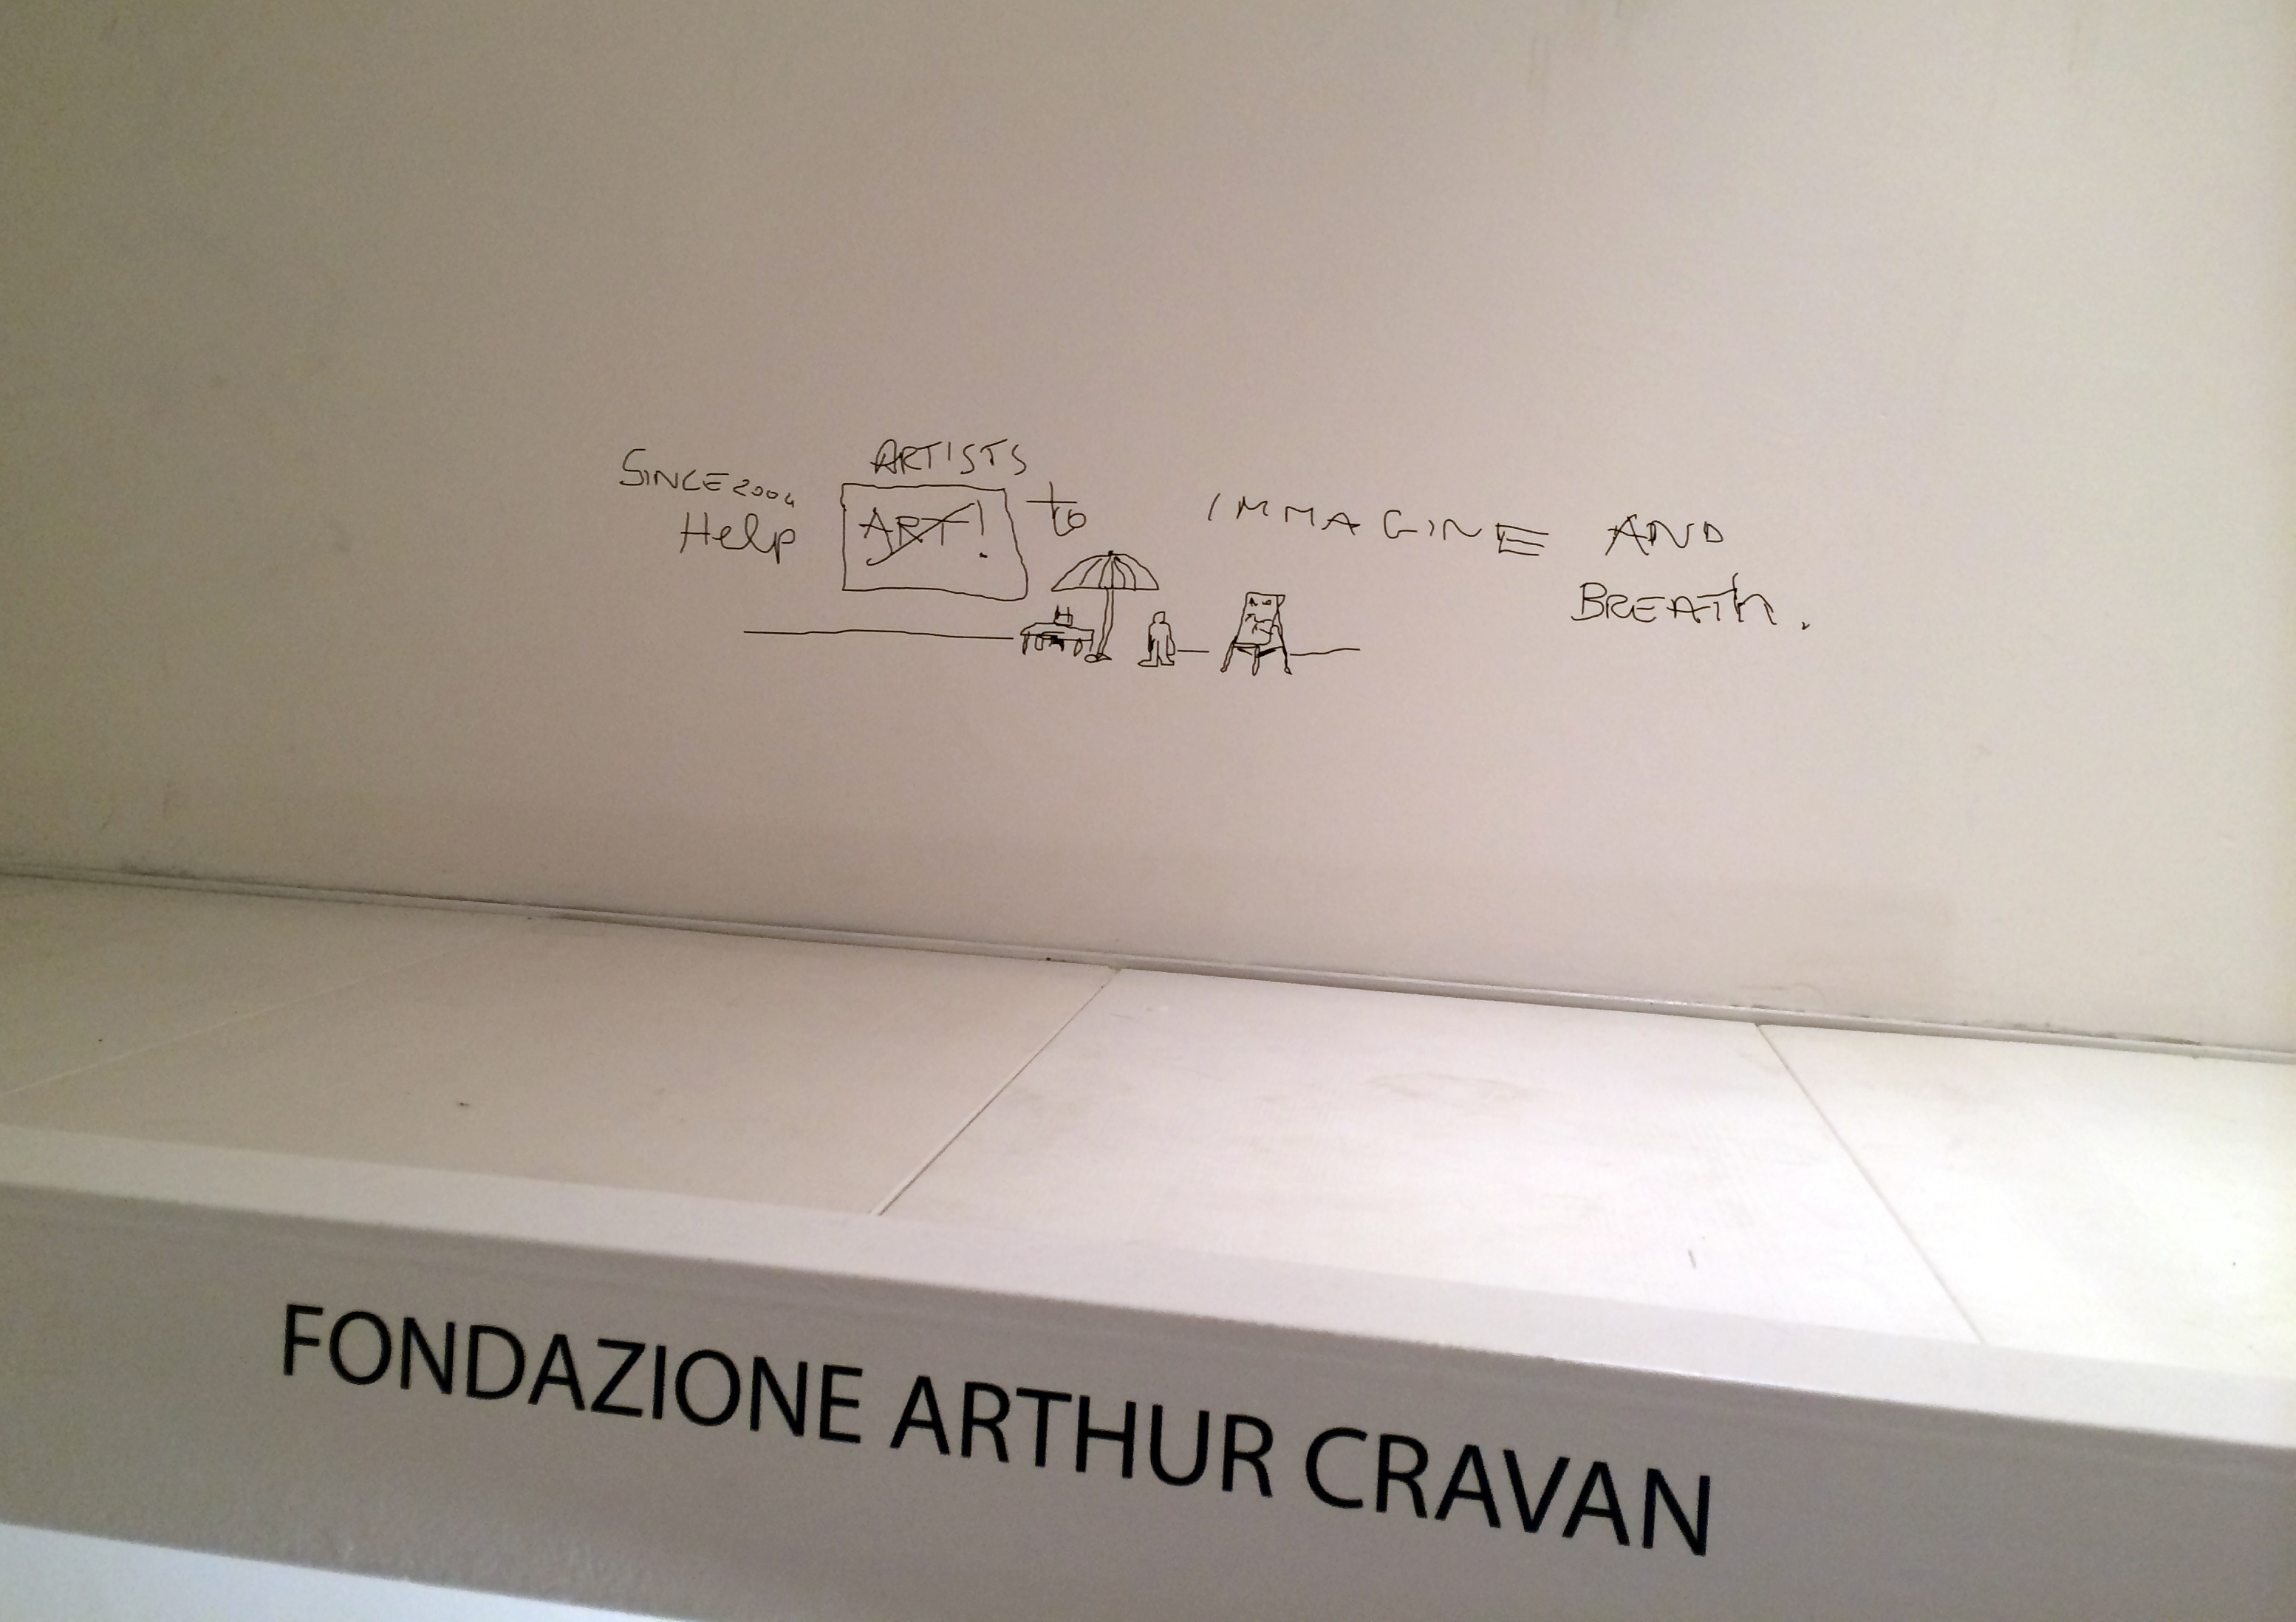 SINCE 2004
Help ARTISTS to IMMAGINE AND
ART!
BREATh.
FONDAZIONE ARTHUR CRAVAN